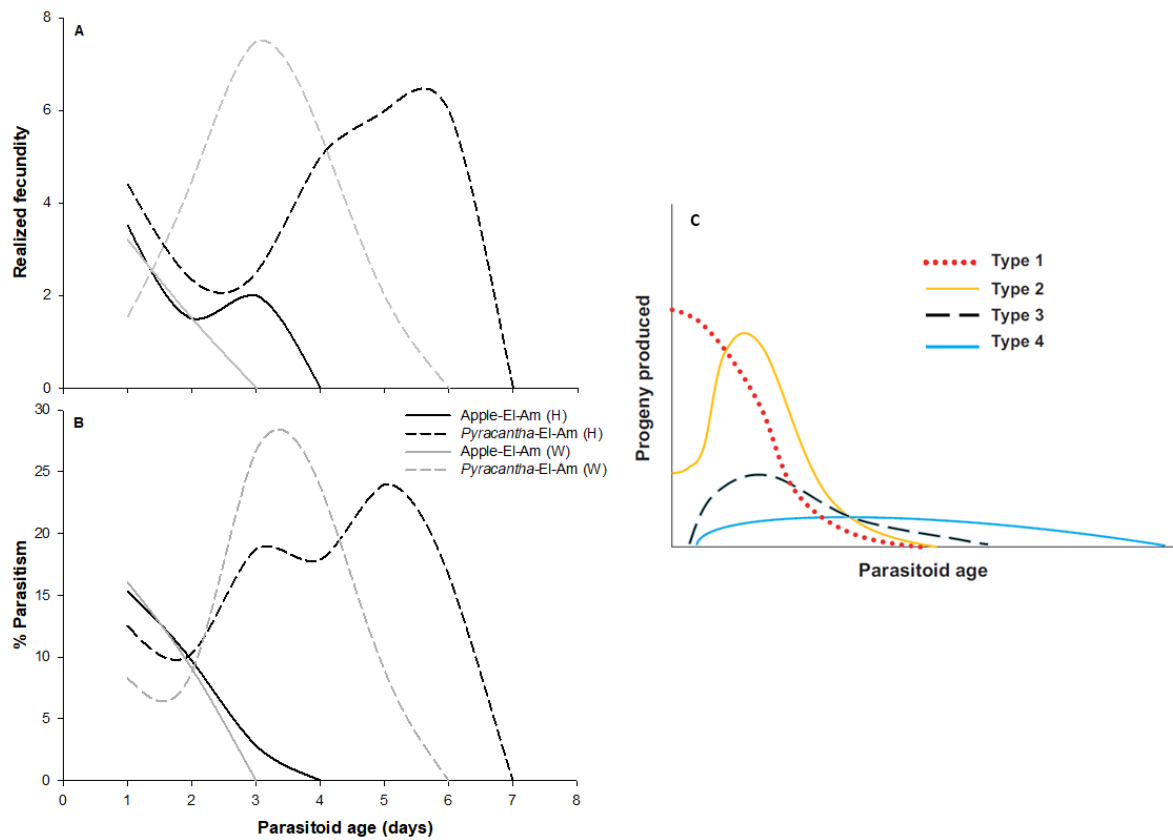 A
8
6
4
2
0
Realized fecundity
B
30
25
20
15
10
5
0
% Parasitism
Apple-El-Am (H)
Pyracantha-El-Am (H)
Apple-El-Am (W)
Pyracantha-El-Am (W)
0 1 2 3 4 5 6 7 8
Parasitoid age (days)
C
Type 1
Type 2
Type 3
Type 4
Progeny produced
Parasitoid age